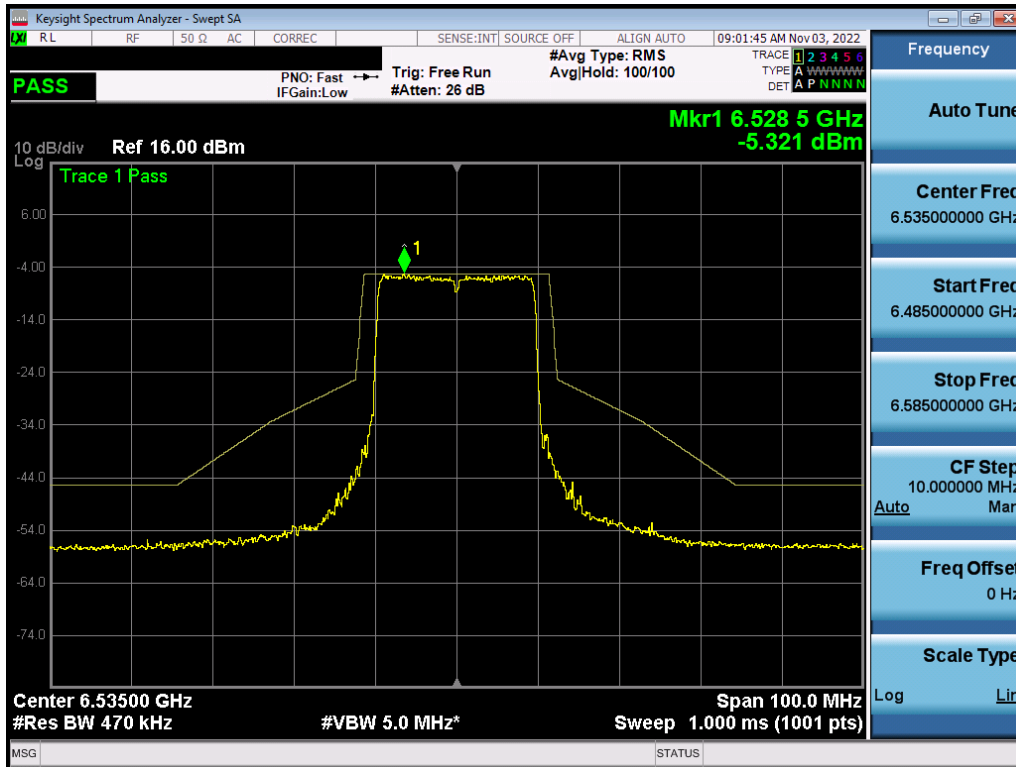 Keysight Spectrum Analyzer - Swept SA
LXI RL RF 50 Ω AC CORREC SENSE:INT SOURCE OFF ALIGN AUTO 09:01:45 AM Nov 03, 2022
PASS
PNO: Fast
IFGain:Low
Trig: Free Run
#Atten: 26 dB
#Avg Type: RMS
Avg|Hold: 100/100
TRACE 1 2 3 4 5 6
TYPE A WWWWW
DET A P N N N N
Mkr1 6.528 5 GHz
-5.321 dBm
10 dB/div Ref 16.00 dBm
Log
Trace 1 Pass
1
6.00
-4.00
-14.0
-24.0
-34.0
-44.0
-54.0
-64.0
-74.0
Center 6.53500 GHz Span 100.0 MHz
#Res BW 470 kHz #VBW 5.0 MHz* Sweep 1.000 ms (1001 pts)
MSG STATUS
Frequency
Auto Tune
Center Freq
6.535000000 GHz
Start Freq
6.485000000 GHz
Stop Freq
6.585000000 GHz
CF Step
10.000000 MHz
Auto Man
Freq Offset
0 Hz
Scale Type
Log Lin